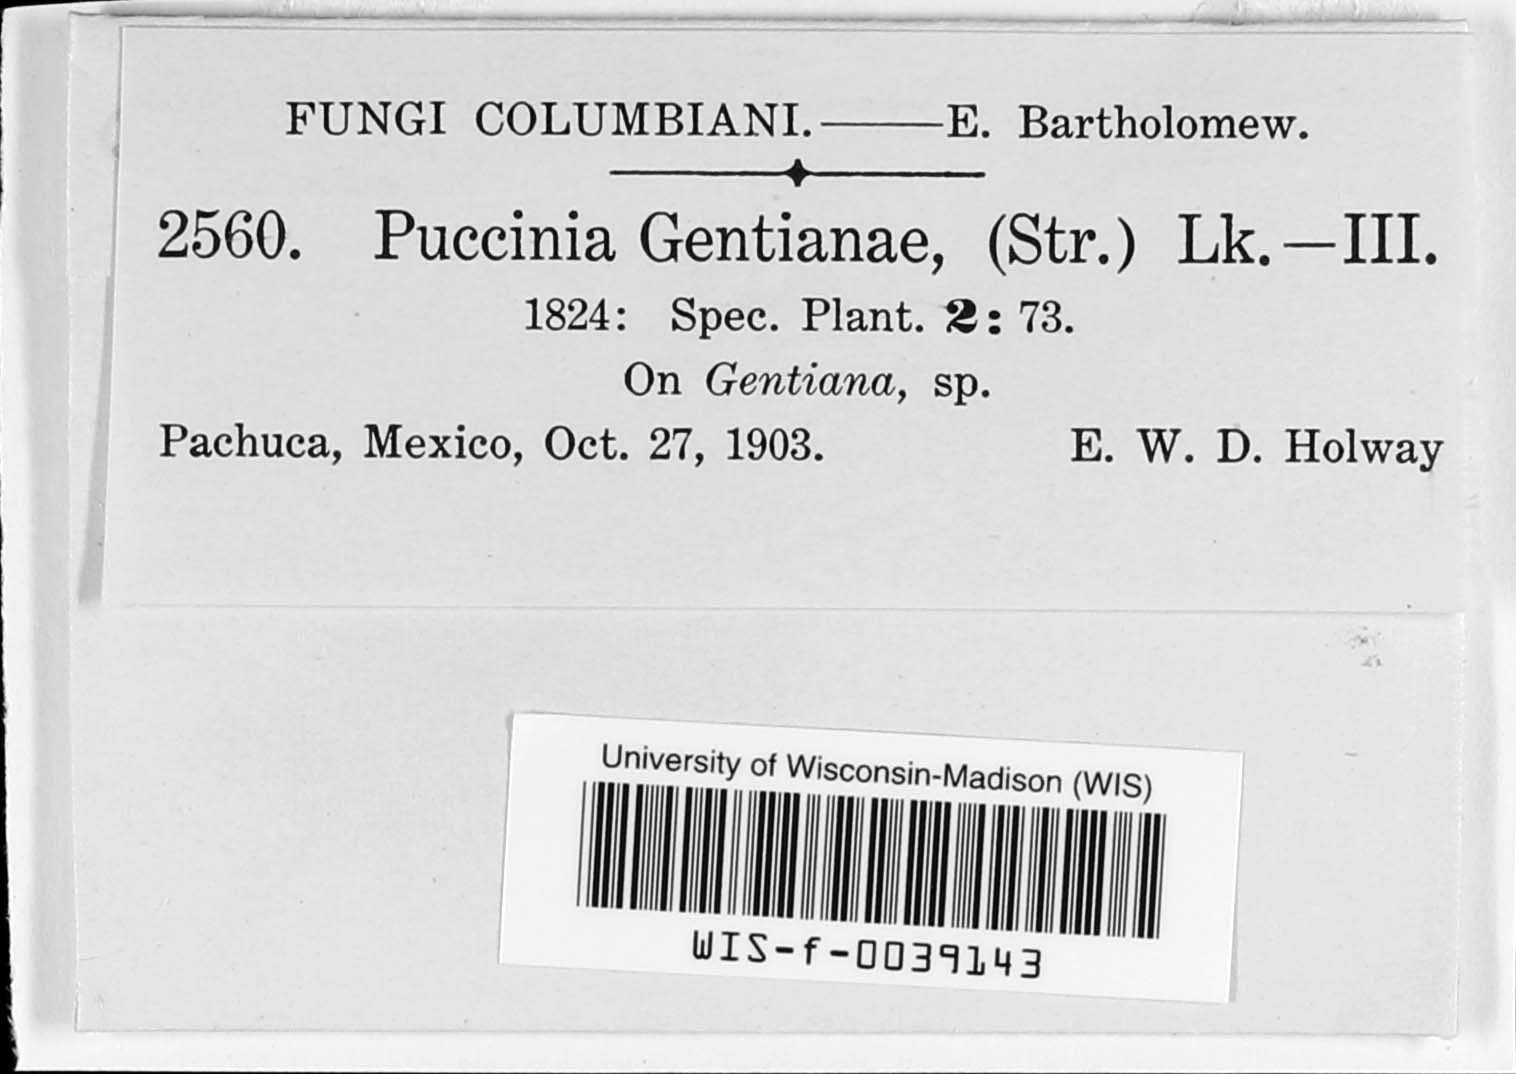 FUNGI COLUMBIANI.——E. Bartholomew.
2560. Puccinia Gentianae, (Str.) Lk.—III.
1824: Spec. Plant. 2: 73.
On Gentiana, sp.
Pachuca, Mexico, Oct. 27, 1903. E. W. D. Holway
University of Wisconsin-Madison (WIS)
WIS-f-0039143